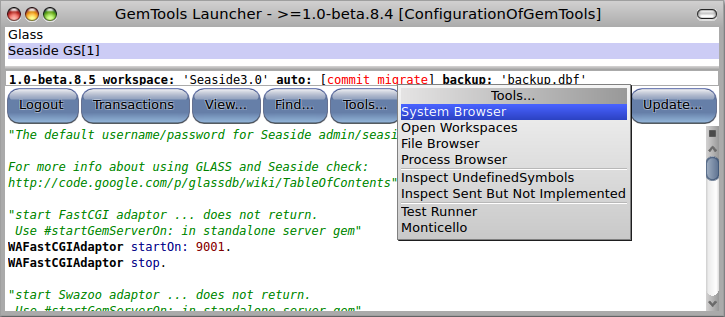 GemTools Launcher - >=1.0-beta.8.4 [ConfigurationOfGemTools]
Glass
Seaside GS[1]
1.0-beta.8.5 workspace: 'Seaside3.0' auto: [commit migrate] backup: 'backup.dbf'
Logout Transactions View... Find... Tools... Update...
Tools...
System Browser
Open Workspaces
File Browser
Process Browser
Inspect UndefinedSymbols
Inspect Sent But Not Implemented
Test Runner
Monticello
"The default username/password for Seaside admin/seasi
For more info about using GLASS and Seaside check:
http://code.google.com/p/glassdb/wiki/TableOfContents"
"start FastCGI adaptor ... does not return.
Use #startGemServerOn: in standalone server gem"
WAFastCGIAdaptor startOn: 9001.
WAFastCGIAdaptor stop.
"start Swazoo adaptor ... does not return.
Use #startGemServerOn: in standalone server gem"